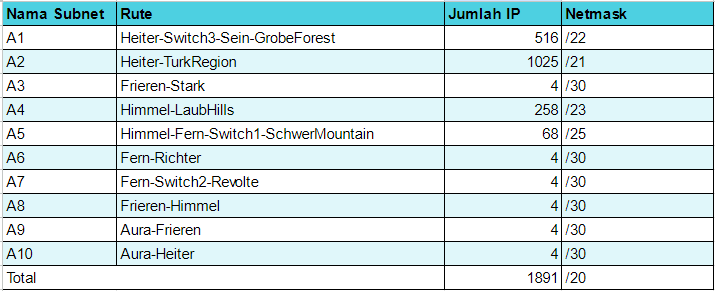 Nama Subnet Rute Jumlah IP Netmask
A1 Heiter-Switch3-Sein-GrobeForest 516 /22
A2 Heiter-TurkRegion 1025 /21
A3 Frieren-Stark 4 /30
A4 Himmel-LaubHills 258 /23
A5 Himmel-Fern-Switch1-SchwerMountain 68 /25
A6 Fern-Richter 4 /30
A7 Fern-Switch2-Revolte 4 /30
A8 Frieren-Himmel 4 /30
A9 Aura-Frieren 4 /30
A10 Aura-Heiter 4 /30
Total 1891 /20